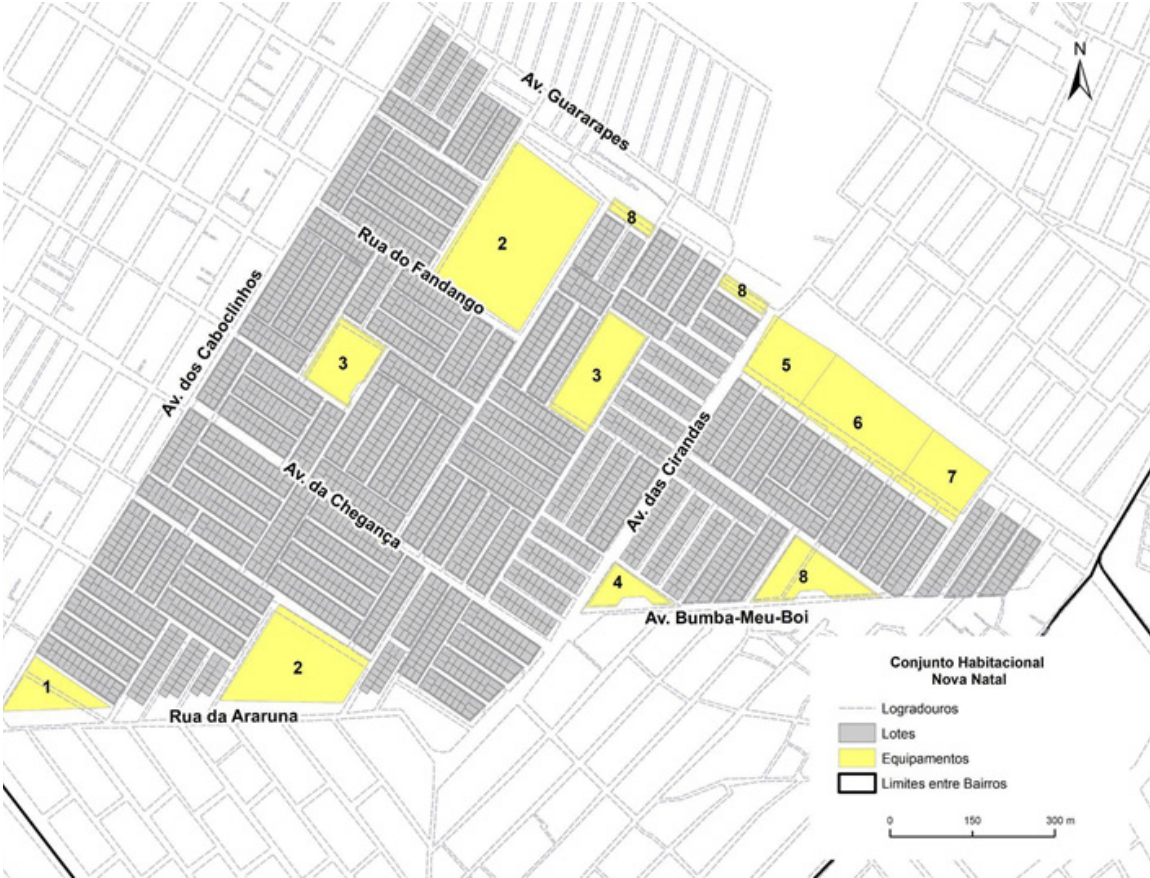 N
Av. Guararapes
8
2
Rua do Fandango
8
Av. dos Caboclinhos
3
3
5
6
7
Av. das Cirandas
Av. da Chegança
4
8
Av. Bumba-Meu-Boi
2
1
Rua da Araruna
Conjunto Habitacional
Nova Natal
Logradouros
Lotes
Equipamentos
Limites entre Bairros
0 150 300 m